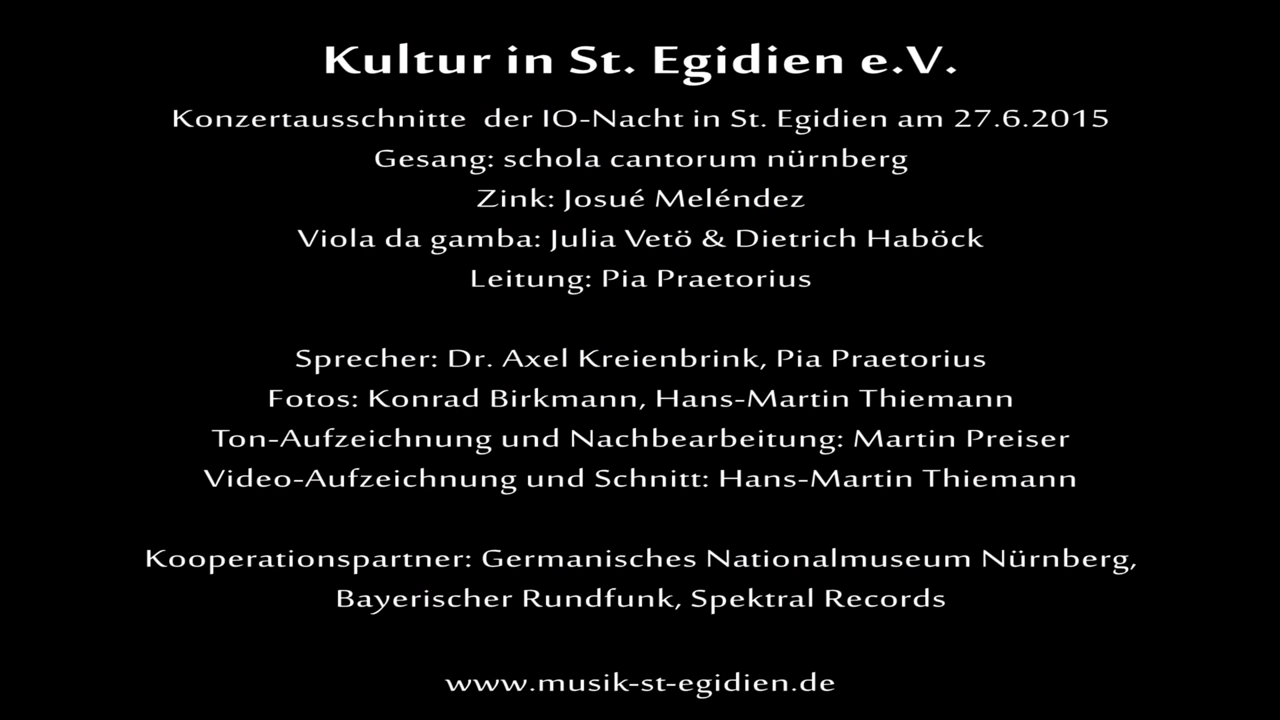 Kultur in St. Egidien e.V.
Konzertausschnitte der IO-Nacht in St. Egidien am 27.6.2015
Gesang: schola cantorum nürnberg
Zink: Josué Meléndez
Viola da gamba: Julia Vetö & Dietrich Haböck
Leitung: Pia Praetorius
Sprecher: Dr. Axel Kreienbrink, Pia Praetorius
Fotos: Konrad Birkmann, Hans-Martin Thiemann
Ton-Aufzeichnung und Nachbearbeitung: Martin Preiser
Video-Aufzeichnung und Schnitt: Hans-Martin Thiemann
Kooperationspartner: Germanisches Nationalmuseum Nürnberg,
Bayerischer Rundfunk, Spektral Records
www.musik-st-egidien.de